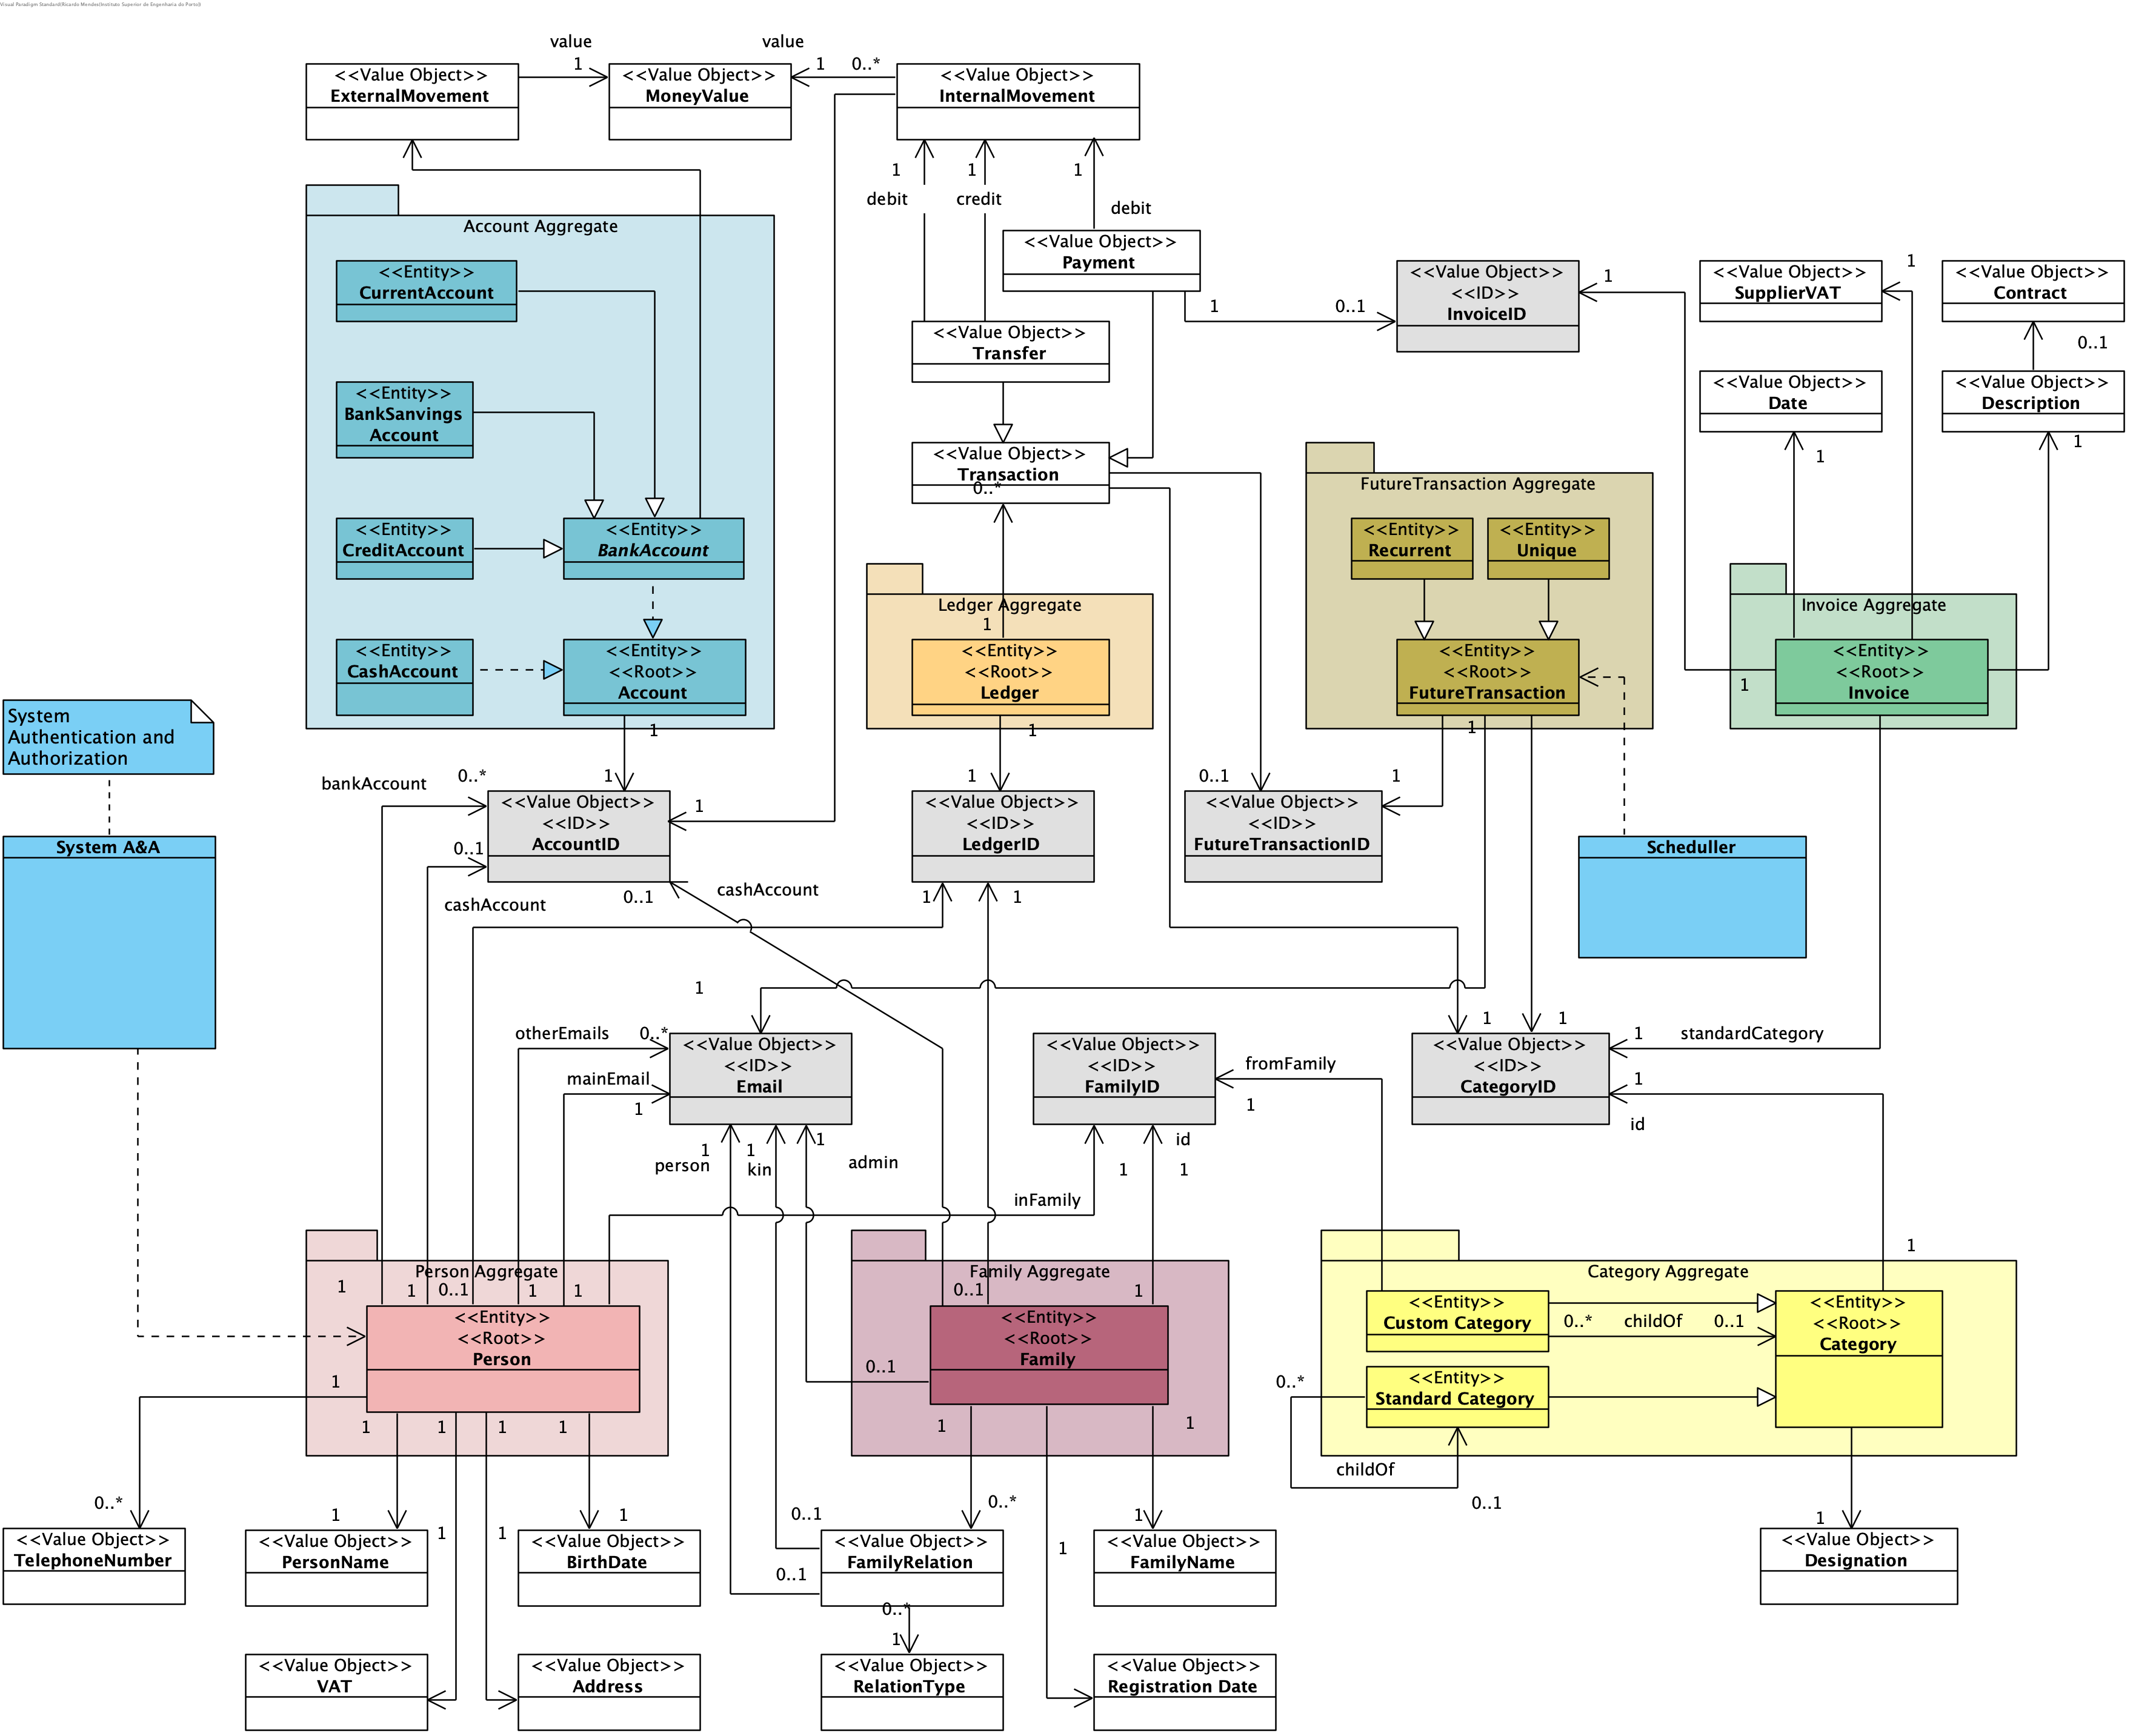 Visual Paradigm Standard(Ricardo Mendes(Instituto Superior de Engenharia do Porto))
value
value
1
1
0..*
<<Value Object>>
ExternalMovement
<<Value Object>>
MoneyValue
<<Value Object>>
InternalMovement
1
1
1
debit
credit
debit
Account Aggregate
<<Value Object>>
Payment
<<Entity>>
CurrentAccount
<<Value Object>>
<<ID>>
InvoiceID
1
<<Value Object>>
SupplierVAT
1
<<Value Object>>
Contract
1
0..1
0..1
<<Value Object>>
Transfer
<<Entity>>
BankSanvings
Account
<<Value Object>>
Date
<<Value Object>>
Description
1
1
<<Value Object>>
Transaction
0..*
FutureTransaction Aggregate
<<Entity>>
CreditAccount
<<Entity>>
BankAccount
<<Entity>>
Recurrent
<<Entity>>
Unique
Ledger Aggregate
1
Invoice Aggregate
<<Entity>>
CashAccount
<<Entity>>
<<Root>>
Account
<<Entity>>
<<Root>>
Ledger
<<Entity>>
<<Root>>
FutureTransaction
<<Entity>>
<<Root>>
Invoice
1
System
Authentication and
Authorization
1
1
1
bankAccount
0..*
1
1
0..1
1
<<Value Object>>
<<ID>>
AccountID
1
<<Value Object>>
<<ID>>
LedgerID
<<Value Object>>
<<ID>>
FutureTransactionID
System A&A
Scheduller
0..1
cashAccount
0..1
cashAccount
1
1
1
otherEmails
0..*
mainEmail
1
<<Value Object>>
<<ID>>
Email
<<Value Object>>
<<ID>>
FamilyID
fromFamily
1
1
1
<<Value Object>>
<<ID>>
CategoryID
1
standardCategory
1
id
1
person
1
kin
1
admin
id
1
1
inFamily
1
Person Aggregate
1
1
0..1
1
1
<<Entity>>
<<Root>>
Person
1
1
1
1
1
Family Aggregate
0..1
1
<<Entity>>
<<Root>>
Family
0..1
1
1
Category Aggregate
<<Entity>>
Custom Category
0..*
childOf
0..1
<<Entity>>
<<Root>>
Category
0..*
<<Entity>>
Standard Category
childOf
0..1
0..*
1
1
1
1
0..1
0..*
1
1
<<Value Object>>
TelephoneNumber
<<Value Object>>
PersonName
<<Value Object>>
BirthDate
<<Value Object>>
FamilyRelation
<<Value Object>>
FamilyName
<<Value Object>>
Designation
0..1
1
0..*
1
<<Value Object>>
VAT
<<Value Object>>
Address
<<Value Object>>
RelationType
<<Value Object>>
Registration Date